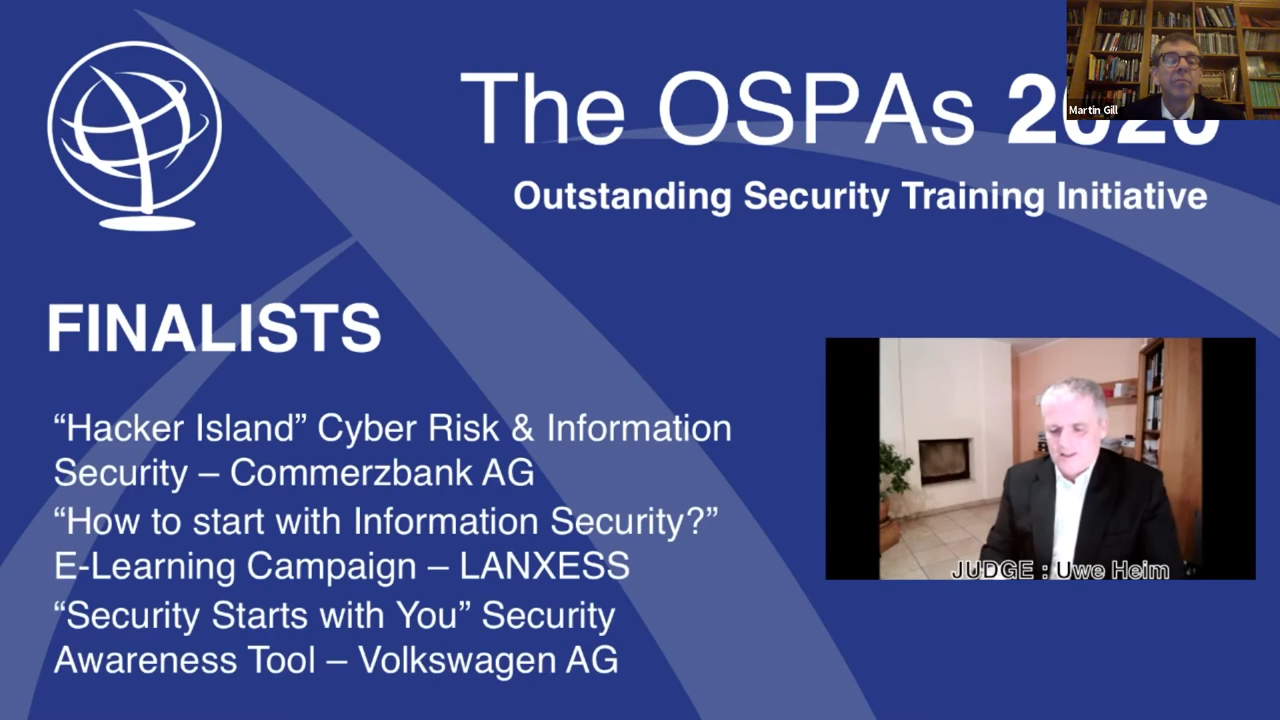 The OSPAs 2020
Martin Gill
Outstanding Security Training Initiative
FINALISTS
“Hacker Island” Cyber Risk & Information
Security – Commerzbank AG
“How to start with Information Security?”
E-Learning Campaign – LANXESS
“Security Starts with You” Security
Awareness Tool – Volkswagen AG
JUDGE : Uwe Heim